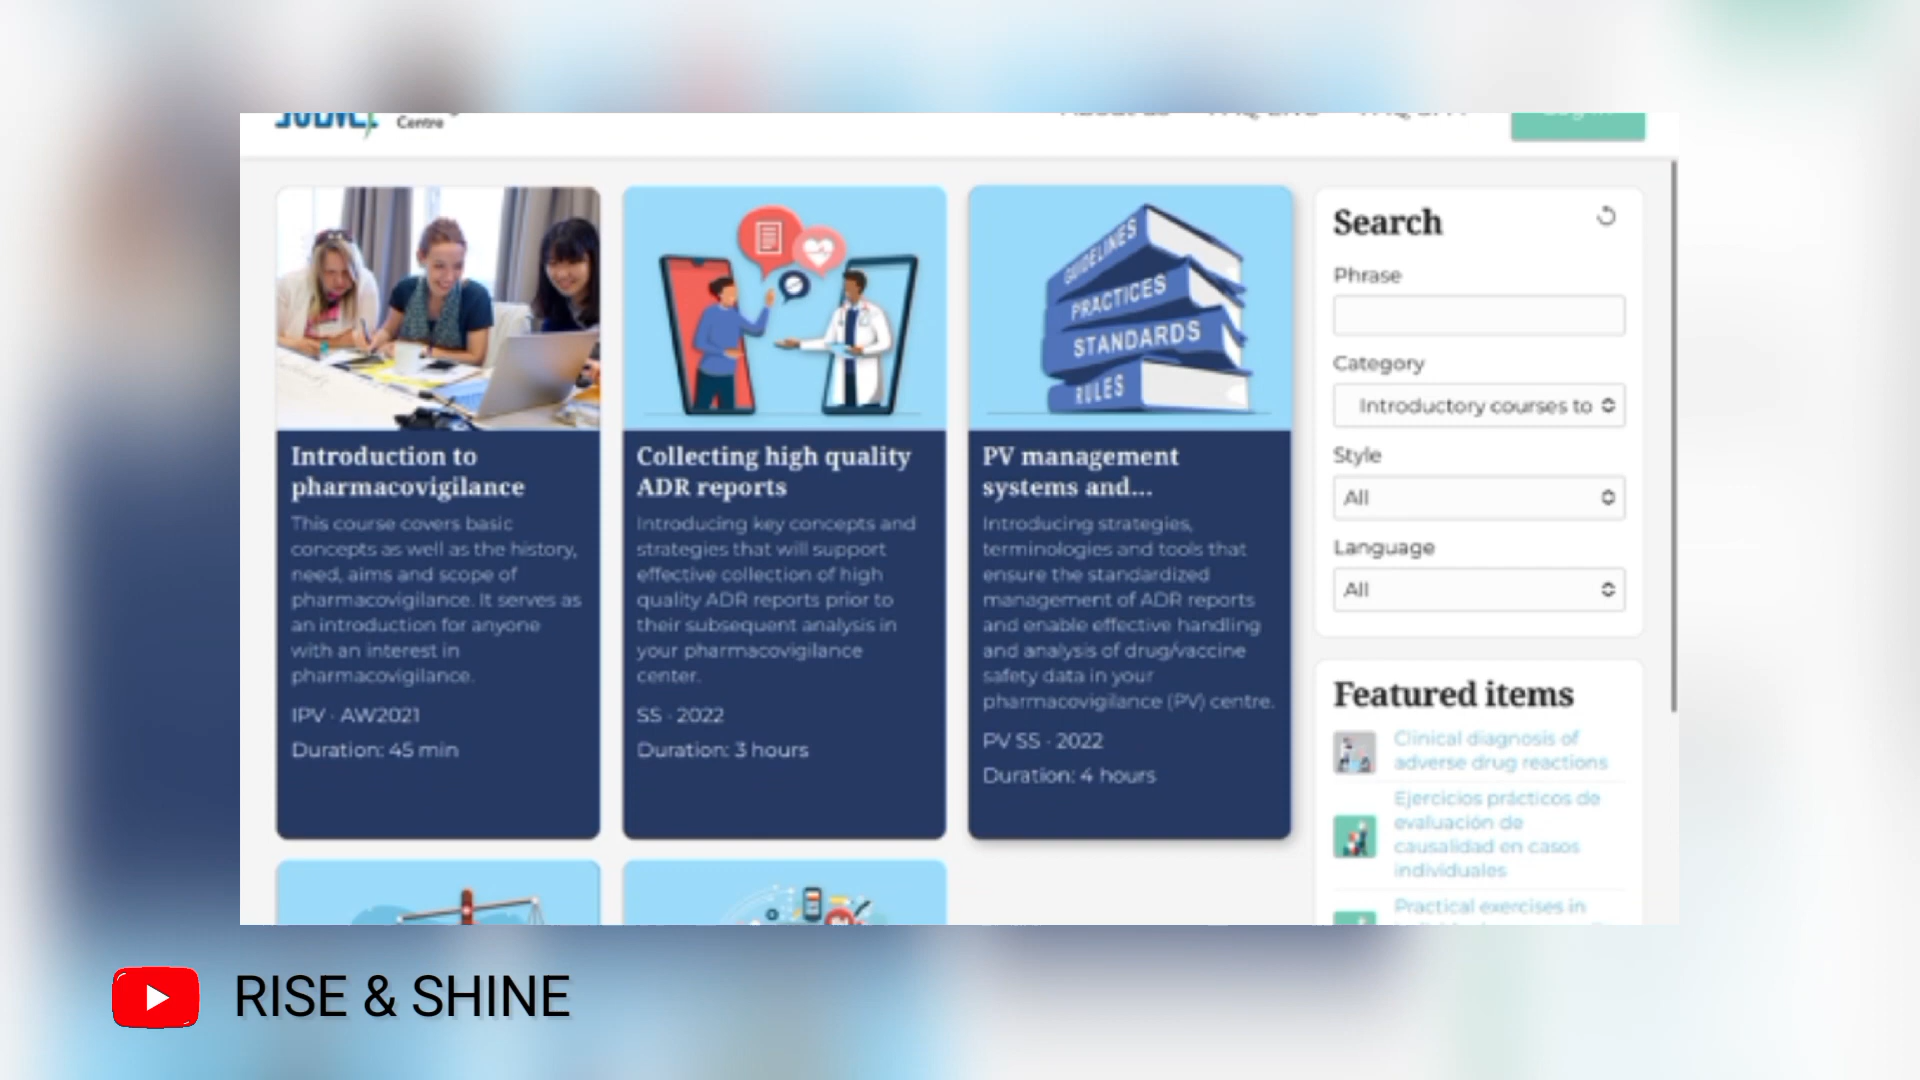 Centre
Introduction to
pharmacovigilance
This course covers basic
concepts as well as the history,
need, aims and scope of
pharmacovigilance. It serves as
an introduction for anyone
with an interest in
pharmacovigilance.
IPV · AW2021
Duration: 45 min
Collecting high quality
ADR reports
Introducing key concepts and
strategies that will support
effective collection of high
quality ADR reports prior to
their subsequent analysis in
your pharmacovigilance
center.
SS · 2022
Duration: 3 hours
GUIDELINES
PRACTICES
STANDARDS
RULES
PV management
systems and...
Introducing strategies,
terminologies and tools that
ensure the standardized
management of ADR reports
and enable effective handling
and analysis of drug/vaccine
safety data in your
pharmacovigilance (PV) centre.
PV SS · 2022
Duration: 4 hours
Search
Phrase
Category
Introductory courses to
Style
All
Language
All
Featured items
Clinical diagnosis of
adverse drug reactions
Ejercicios prácticos de
evaluación de
causalidad en casos
individuales
Practical exercises in
RISE & SHINE